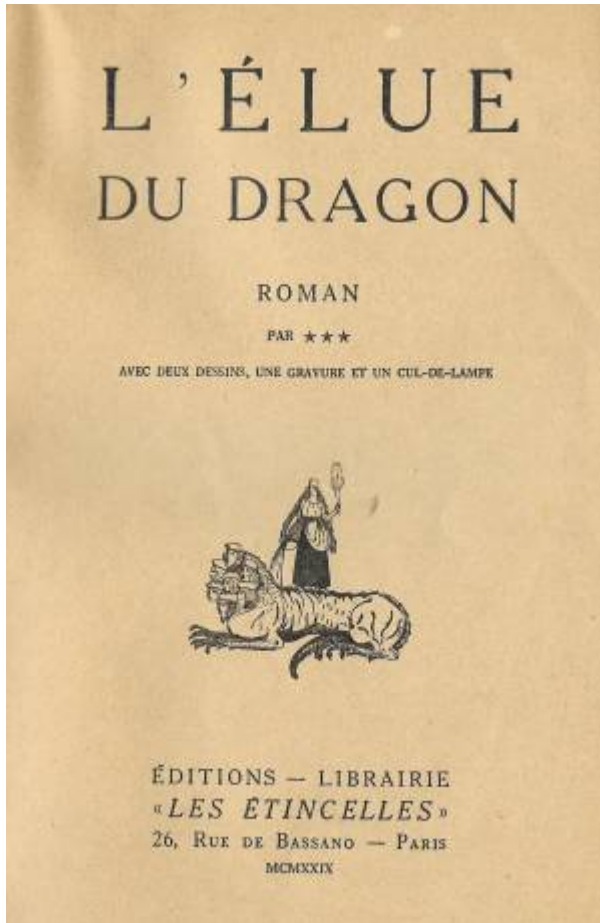 L'ÉLUE
DU DRAGON
ROMAN
PAR ★★★
AVEC DEUX DESSINS, UNE GRAVURE ET UN CUL-DE-LAMPE
ÉDITIONS — LIBRAIRIE
« LES ÉTINCELLES »
26, RUE DE BASSANO — PARIS
MCMXXIX